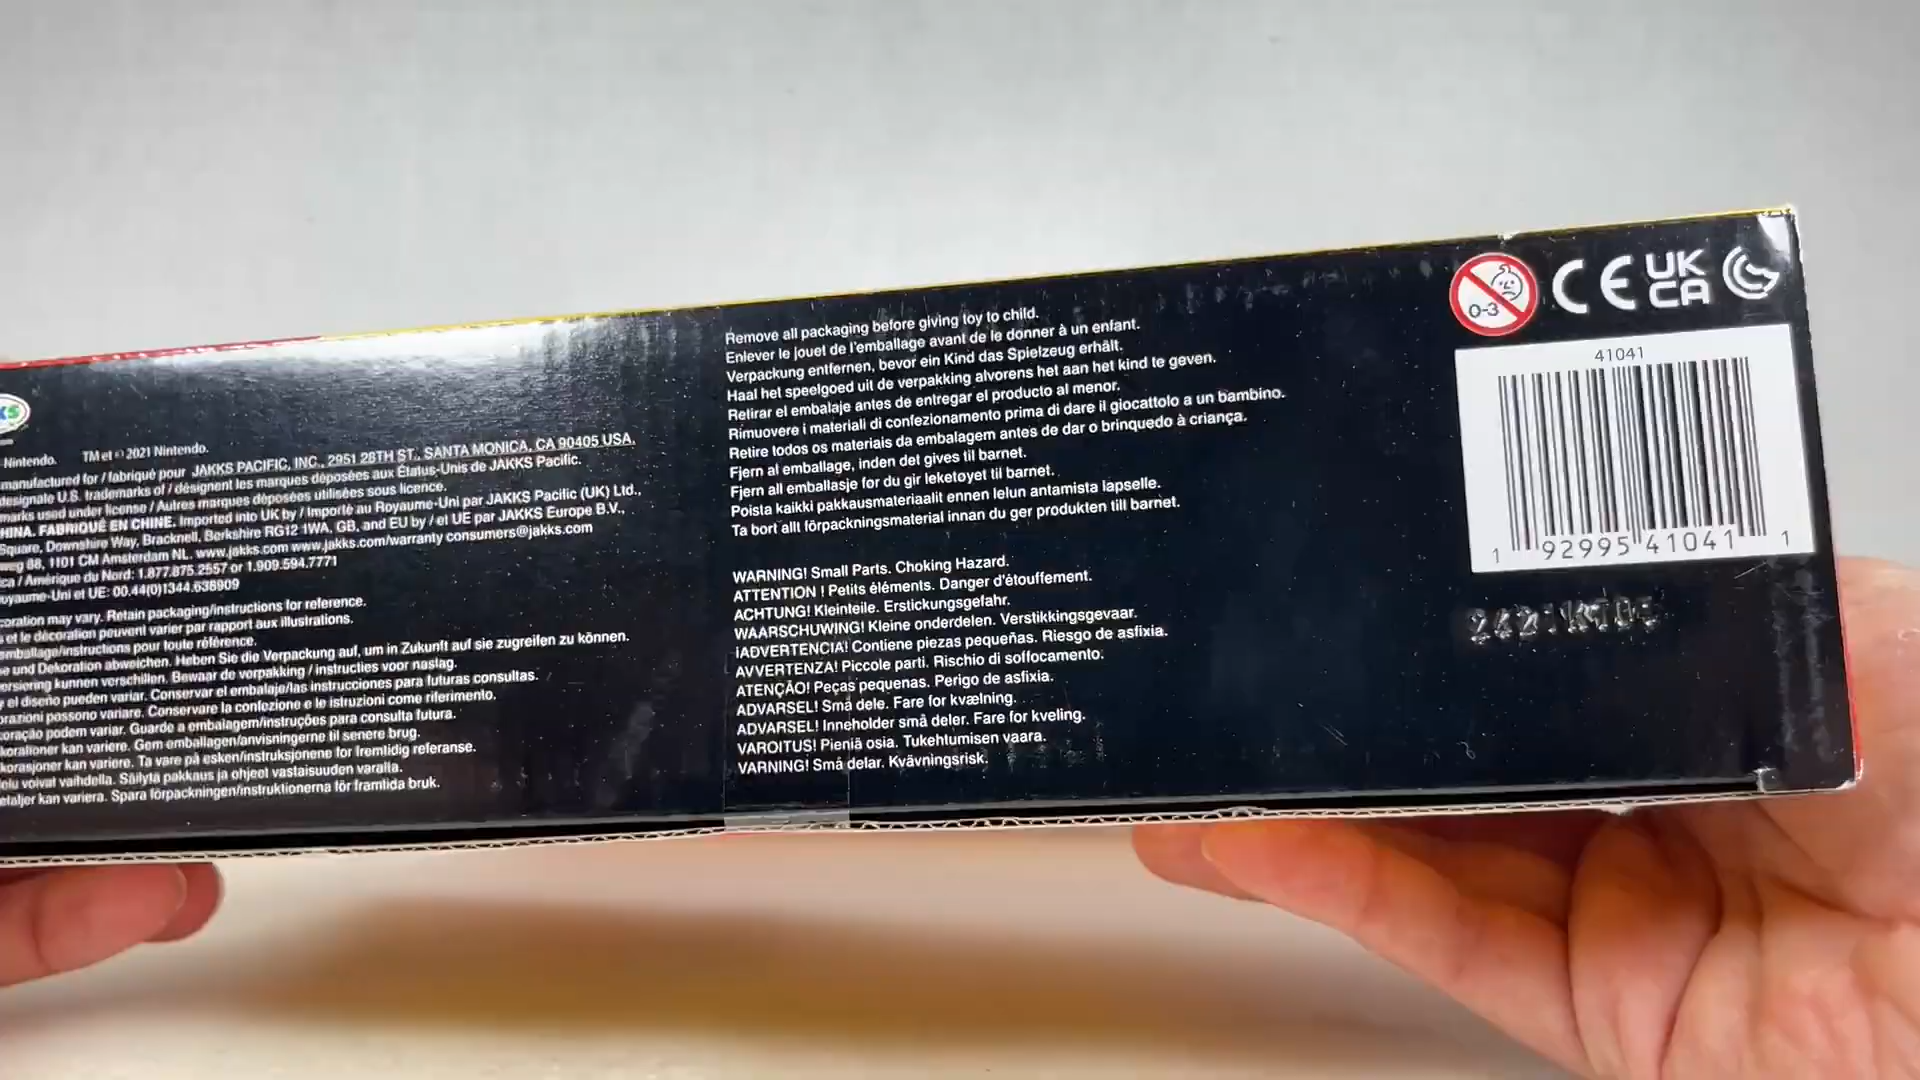 KS
Nintendo. TM et © 2021 Nintendo.
manufactured for / fabriqué pour JAKKS PACIFIC, INC., 2951 28TH ST., SANTA MONICA, CA 90405 USA.
designate U.S. trademarks of / désignent les marques déposées aux États-Unis de JAKKS Pacific.
marks used under license / Autres marques déposées utilisées sous licence.
HINA. FABRIQUÉ EN CHINE. Imported into UK by / Importé au Royaume-Uni par JAKKS Pacific (UK) Ltd.,
Square, Downshire Way, Bracknell, Berkshire RG12 1WA, GB, and EU by / et UE par JAKKS Europe B.V.,
weg 88, 1101 CM Amsterdam NL. www.jakks.com www.jakks.com/warranty consumers@jakks.com
ca / Amérique du Nord: 1.877.875.2557 or 1.909.594.7771
oyaume-Uni et UE: 00.44(0)1344.638909
coration may vary. Retain packaging/instructions for reference.
s et le décoration peuvent varier par rapport aux illustrations.
emballage/instructions pour toute référence.
e und Dekoration abweichen. Heben Sie die Verpackung auf, um in Zukunft auf sie zugreifen zu können.
ersiering kunnen verschillen. Bewaar de verpakking / instructies voor naslag.
y el diseño pueden variar. Conservar el embalaje/las instrucciones para futuras consultas.
orazioni possono variare. Conservare la confezione e le istruzioni come riferimento.
coração podem variar. Guarde a embalagem/instruções para consulta futura.
korationer kan variere. Gem emballagen/anvisningerne til senere brug.
korasjoner kan variere. Ta vare på esken/instruksjonene for fremtidig referanse.
elu voivat vaihdella. Säilytä pakkaus ja ohjeet vastaisuuden varalta.
etaljer kan variera. Spara förpackningen/instruktionerna för framtida bruk.
Remove all packaging before giving toy to child.
Enlever le jouet de l'emballage avant de le donner à un enfant.
Verpackung entfernen, bevor ein Kind das Spielzeug erhält.
Haal het speelgoed uit de verpakking alvorens het aan het kind te geven.
Retirar el embalaje antes de entregar el producto al menor.
Rimuovere i materiali di confezionamento prima di dare il giocattolo a un bambino.
Retire todos os materiais da embalagem antes de dar o brinquedo à criança.
Fjern al emballage, inden det gives til barnet.
Fjern all emballasje for du gir leketøyet til barnet.
Poista kaikki pakkausmateriaalit ennen lelun antamista lapselle.
Ta bort allt förpackningsmaterial innan du ger produkten till barnet.
WARNING! Small Parts. Choking Hazard.
ATTENTION ! Petits éléments. Danger d'étouffement.
ACHTUNG! Kleinteile. Erstickungsgefahr.
WAARSCHUWING! Kleine onderdelen. Verstikkingsgevaar.
¡ADVERTENCIA! Contiene piezas pequeñas. Riesgo de asfixia.
AVVERTENZA! Piccole parti. Rischio di soffocamento.
ATENÇÃO! Peças pequenas. Perigo de asfixia.
ADVARSEL! Små dele. Fare for kvælning.
ADVARSEL! Inneholder små deler. Fare for kveling.
VAROITUS! Pieniä osia. Tukehtumisen vaara.
VARNING! Små delar. Kvävningsrisk.
0-3 CE UK
CA
41041
1 92995 41041 1